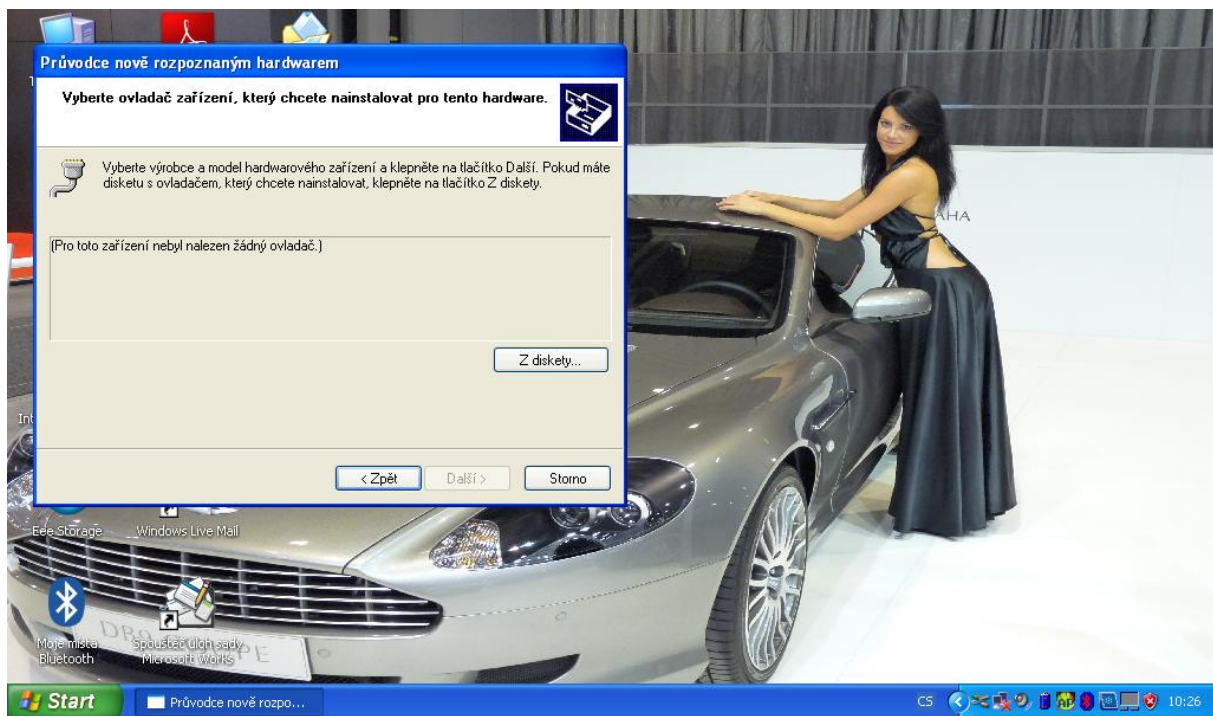 Průvodce nově rozpoznaným hardwarem
Vyberte ovladač zařízení, který chcete nainstalovat pro tento hardware.
Vyberte výrobce a model hardwarového zařízení a klepněte na tlačítko Další. Pokud máte
disketu s ovladačem, který chcete nainstalovat, klepněte na tlačítko Z diskety.
(Pro toto zařízení nebyl nalezen žádný ovladač.)
Z diskety...
< Zpět
Další >
Storno
AHA
Int
Eee Storage
Windows Live Mail
Moje místa
Bluetooth
Spouštěč úloh sady
Microsoft Works
DB9
Start
Průvodce nově rozpo...
CS
10:26